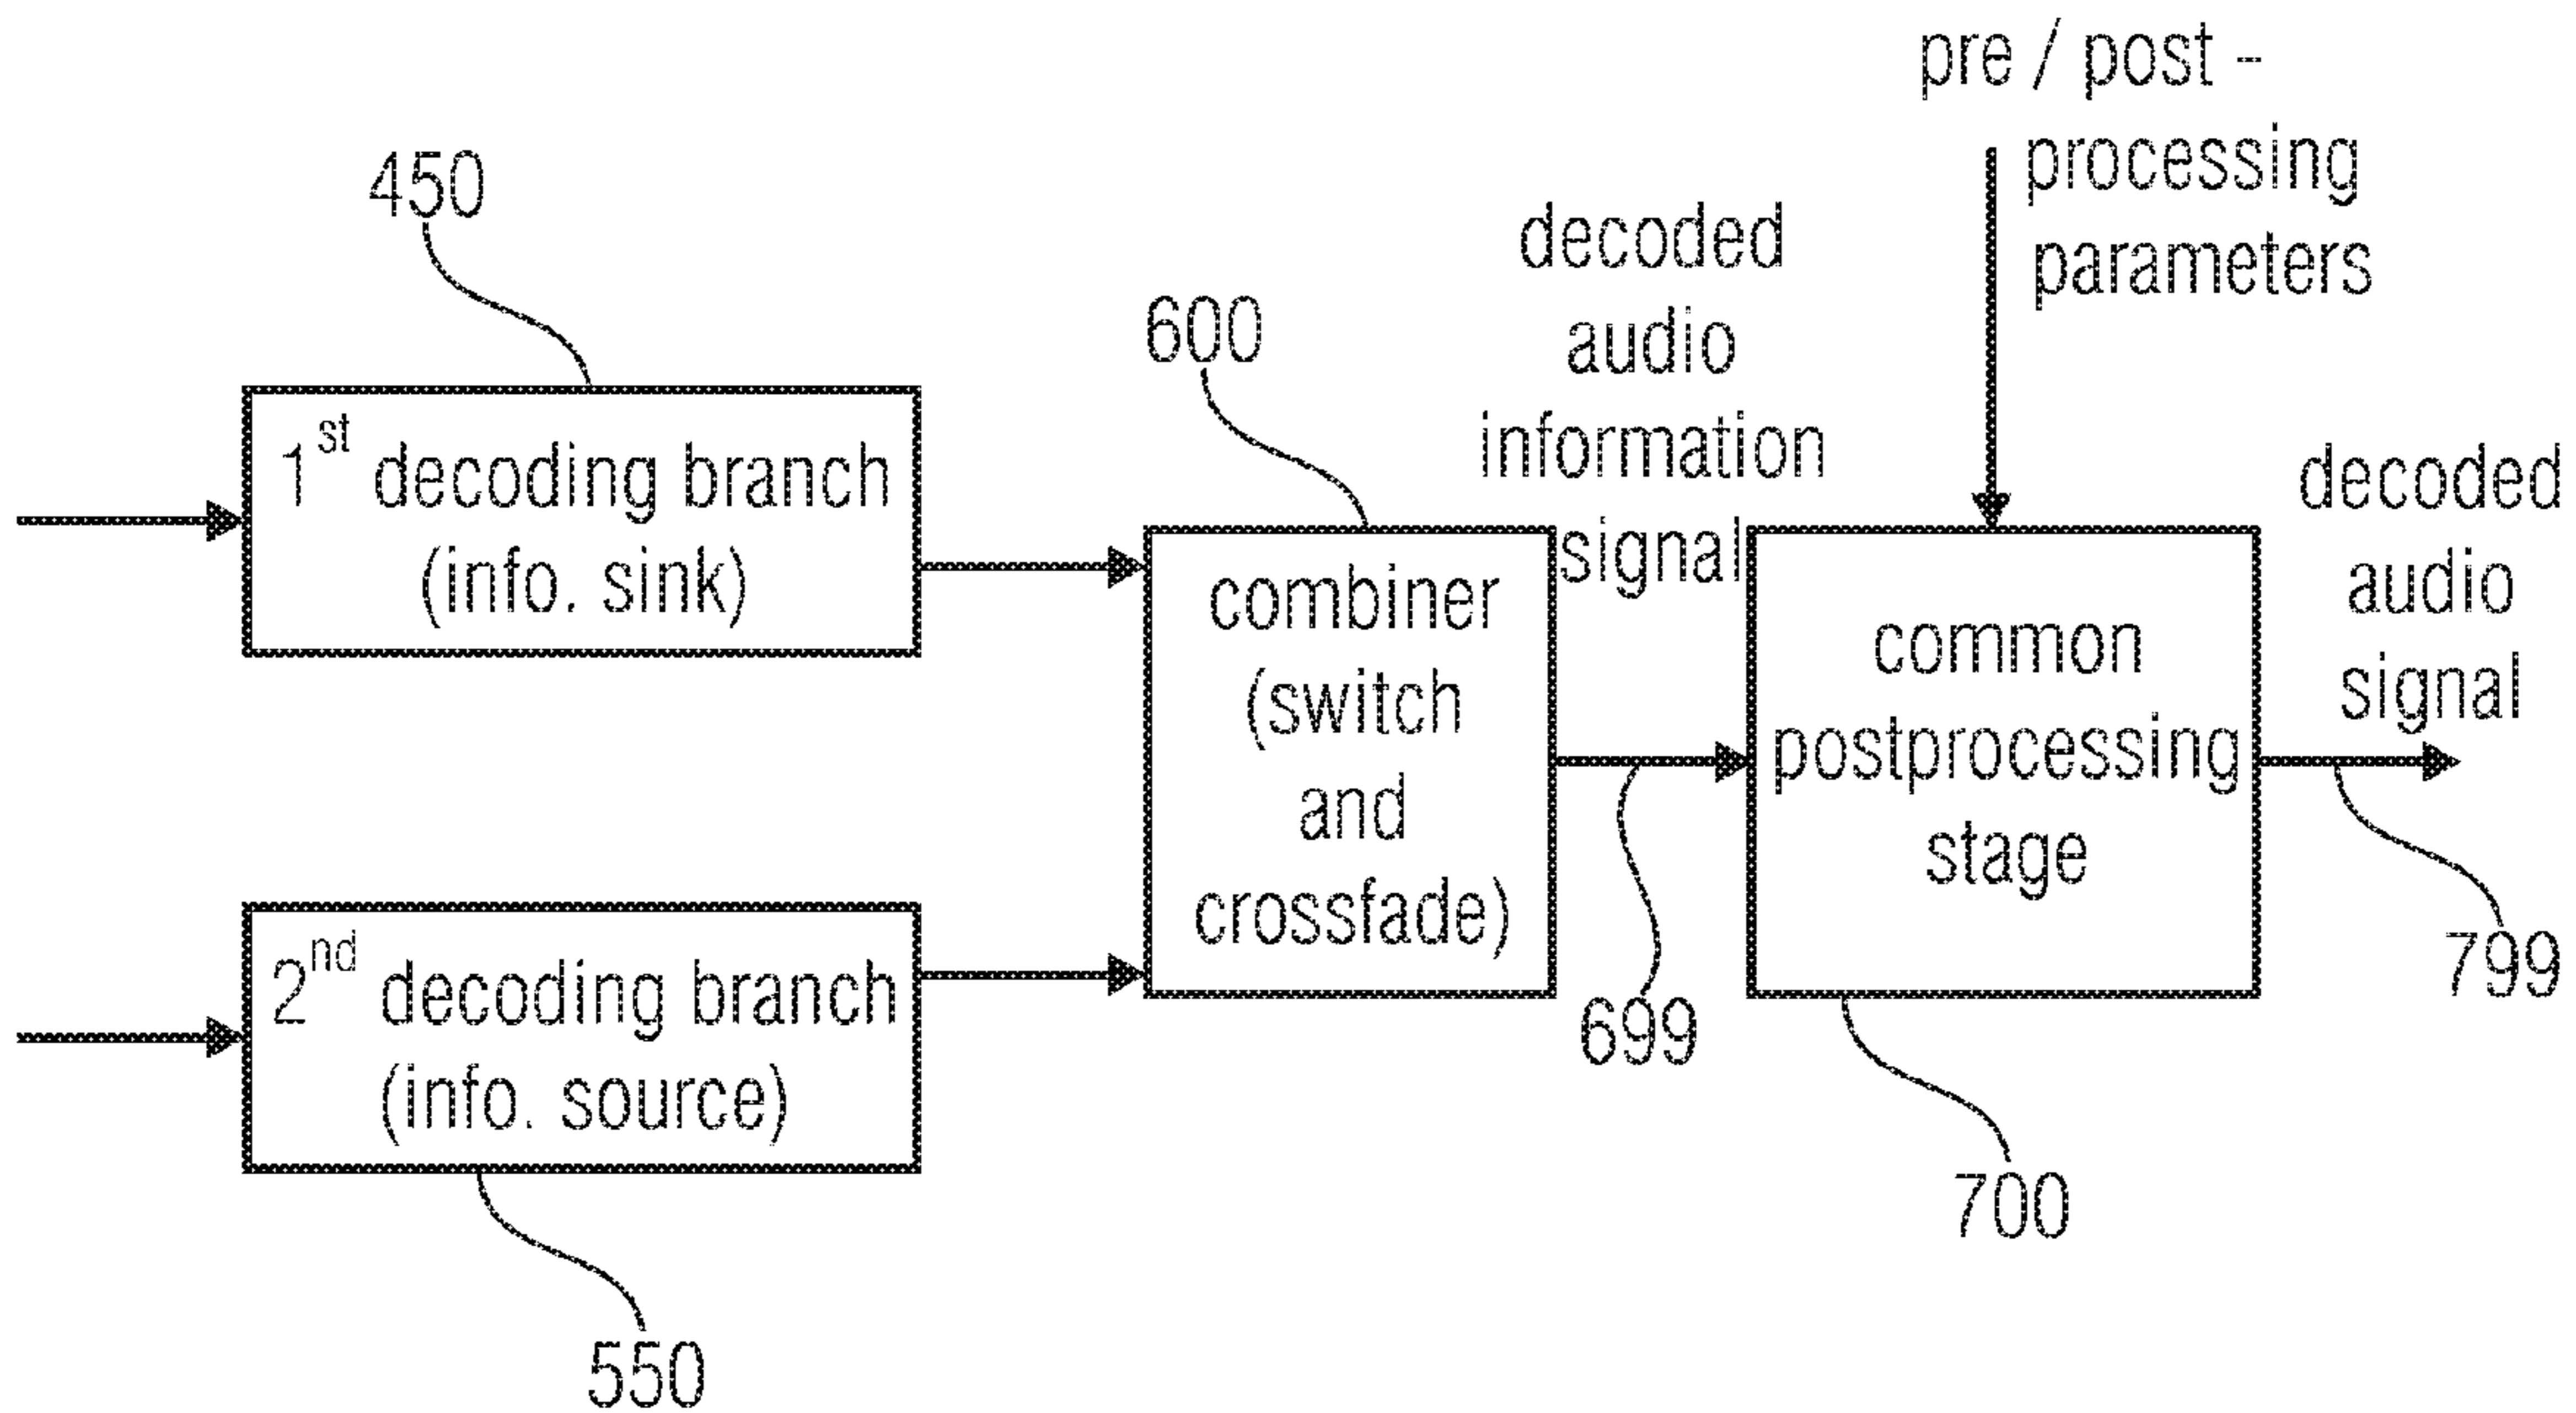 pre / post -
processing
parameters
450
decoded
audio
information
signal
600
decoded
audio
signal
1st decoding branch
(info. sink)
combiner
(switch
and
crossfade)
common
postprocessing
stage
2nd decoding branch
(info. source)
699
799
700
550